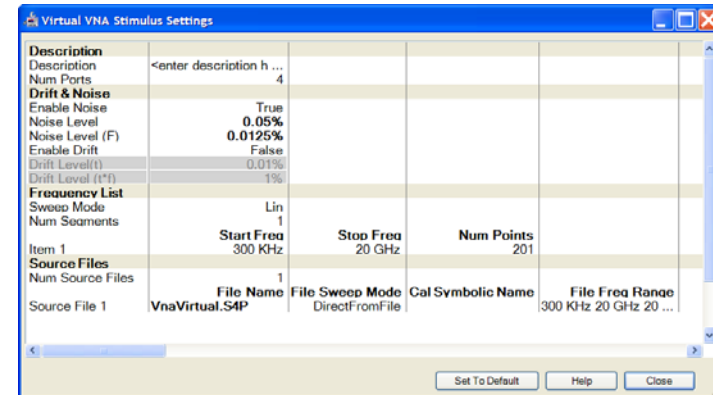 Virtual VNA Stimulus Settings
Description
Description <enter description h ...
Num Ports 4
Drift & Noise
Enable Noise True
Noise Level 0.05%
Noise Level (F) 0.0125%
Enable Drift False
Drift Level(t) 0.01%
Drift Level (t*f) 1%
Frequency List
Sweep Mode Lin
Num Segments 1
Start Freq Stop Freq Num Points
Item 1 300 KHz 20 GHz 201
Source Files
Num Source Files 1
File Name File Sweep Mode Cal Symbolic Name File Freq Range
Source File 1 VnaVirtual.S4P DirectFromFile 300 KHz 20 GHz 20 ...
Set To Default Help Close